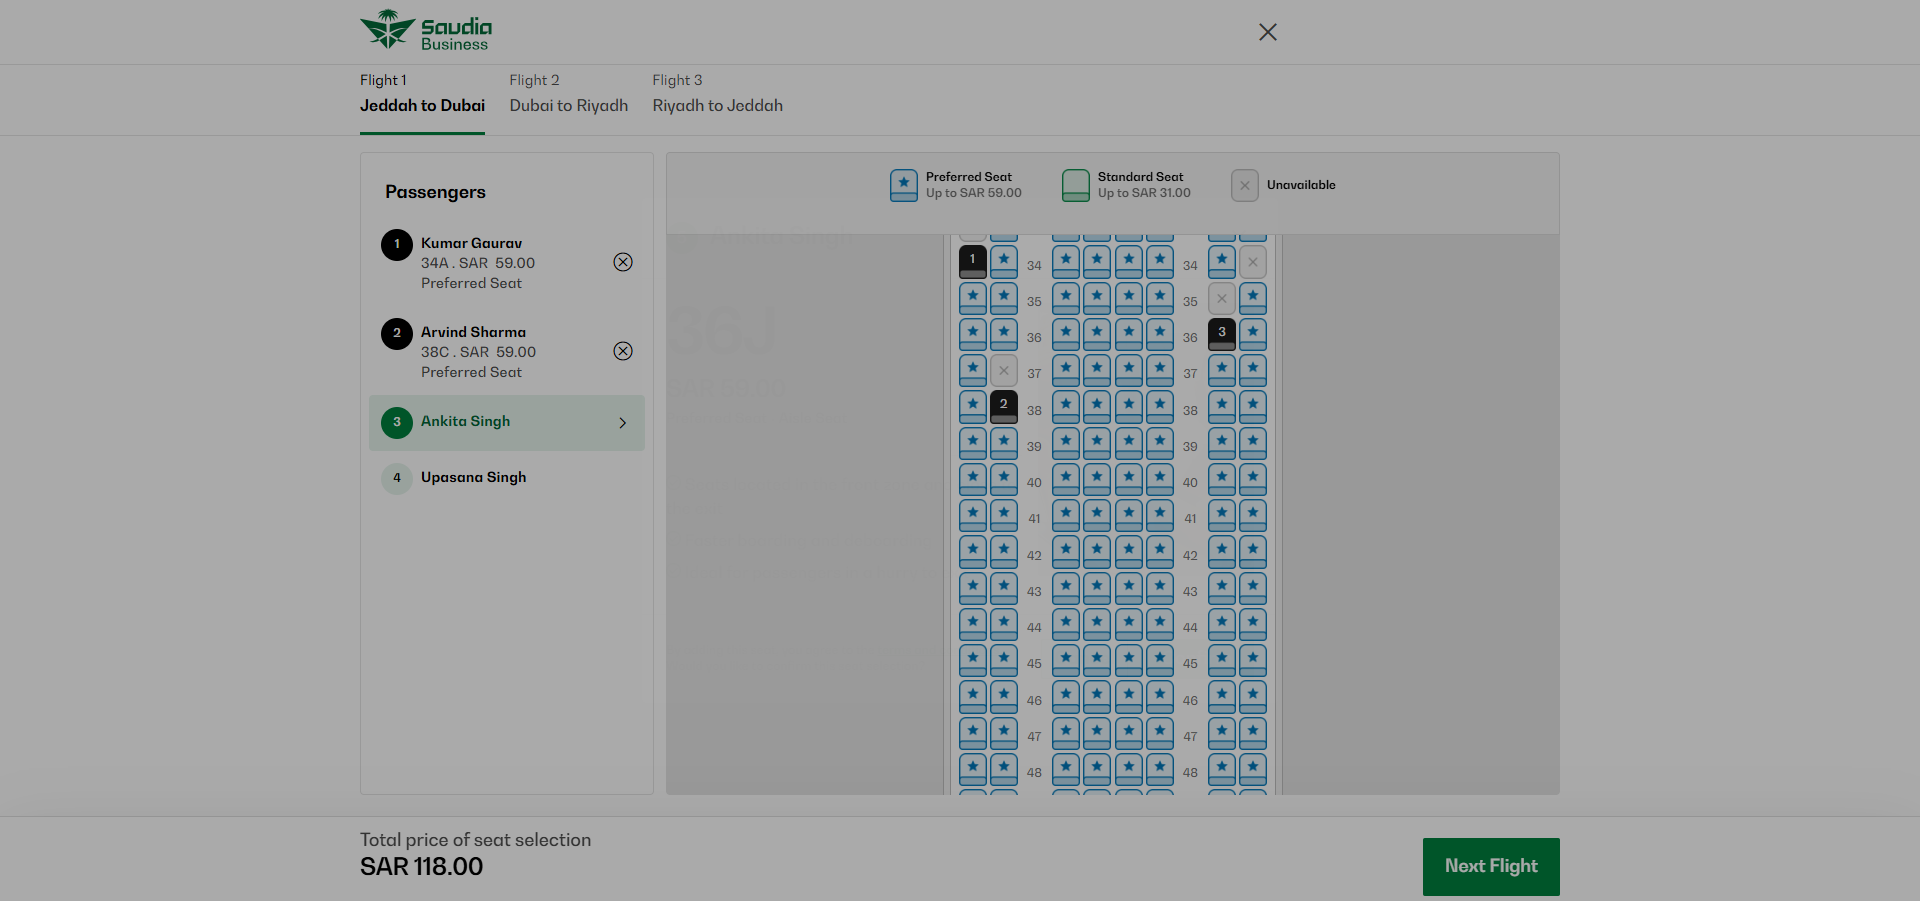 Saudia
Business
Flight 1
Jeddah to Dubai
Flight 2
Dubai to Riyadh
Flight 3
Riyadh to Jeddah
Passengers
1
Kumar Gaurav
34A . SAR 59.00
Preferred Seat
2
Arvind Sharma
38C . SAR 59.00
Preferred Seat
3
Ankita Singh
4
Upasana Singh
Preferred Seat
Up to SAR 59.00
Standard Seat
Up to SAR 31.00
Unavailable
Ankita Singh
36J
SAR 59.00
1 34 34
35 35
36 36 3
37 37
2 38 38
39 39
40 40
41 41
42 42
43 43
44 44
45 45
46 46
47 47
48 48
Total price of seat selection
SAR 118.00
Next Flight